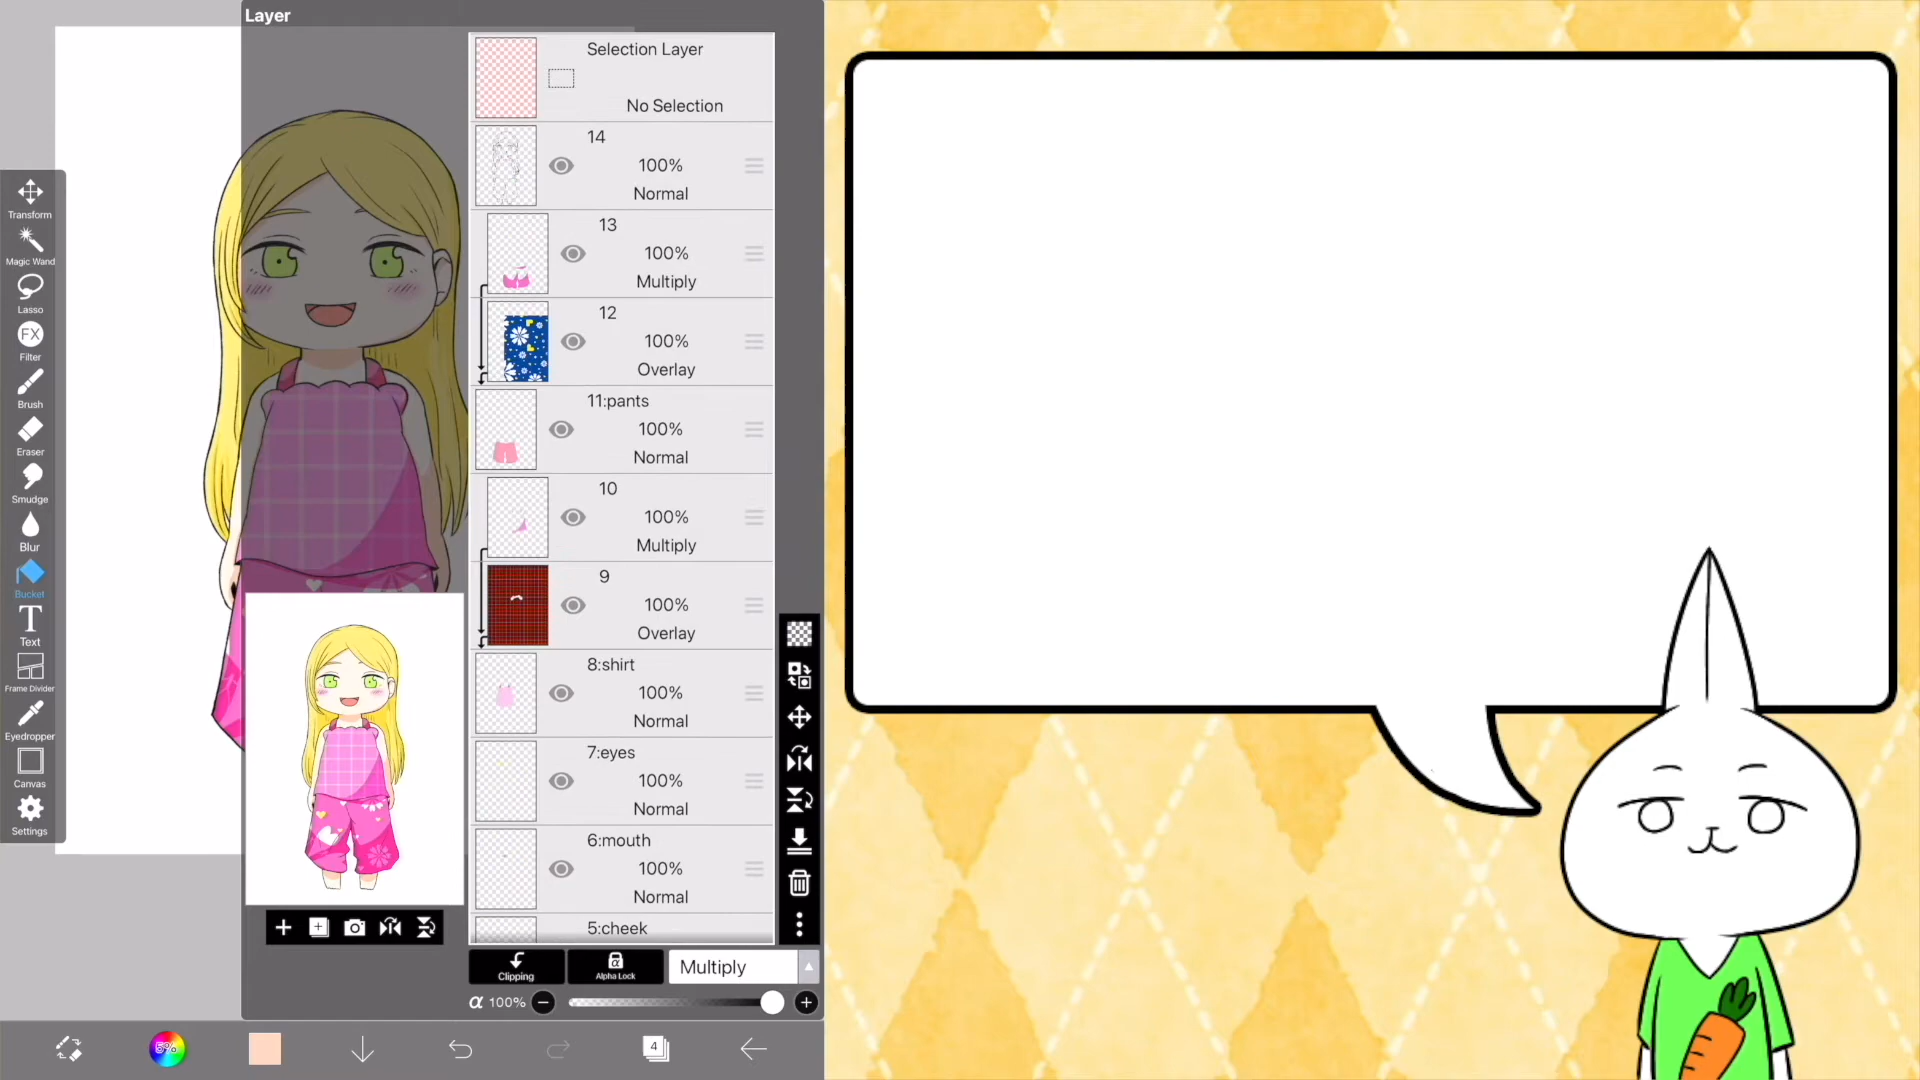 Layer
Selection Layer
No Selection
14
100%
Normal
13
100%
Multiply
12
100%
Overlay
11:pants
100%
Normal
10
100%
Multiply
9
100%
Overlay
8:shirt
100%
Normal
7:eyes
100%
Normal
6:mouth
100%
Normal
5:cheek
Transform
Magic Wand
Lasso
FX
Filter
Brush
Eraser
Smudge
Blur
Bucket
T
Text
Frame Divider
Eyedropper
Canvas
Settings
Clipping
α
Alpha Lock
Multiply
α 100%
5%
4